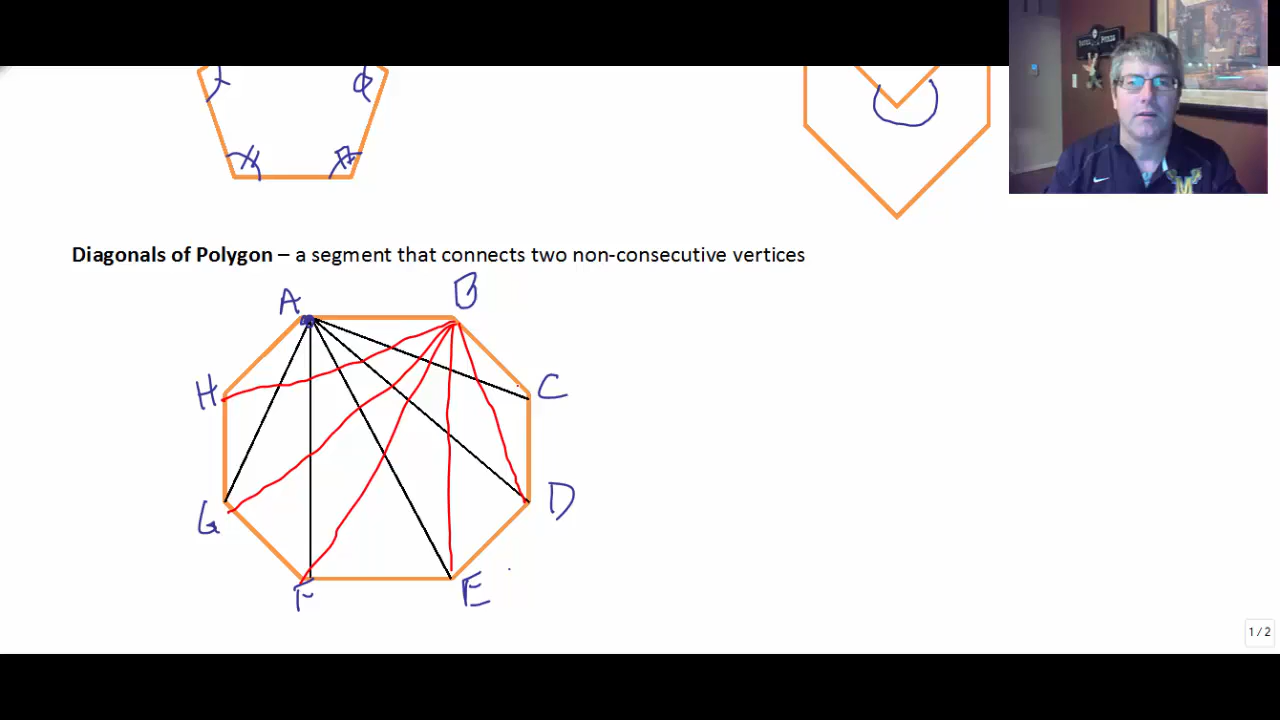 Diagonals of Polygon – a segment that connects two non-consecutive vertices
A B
H C
G D
F E
M
1 / 2